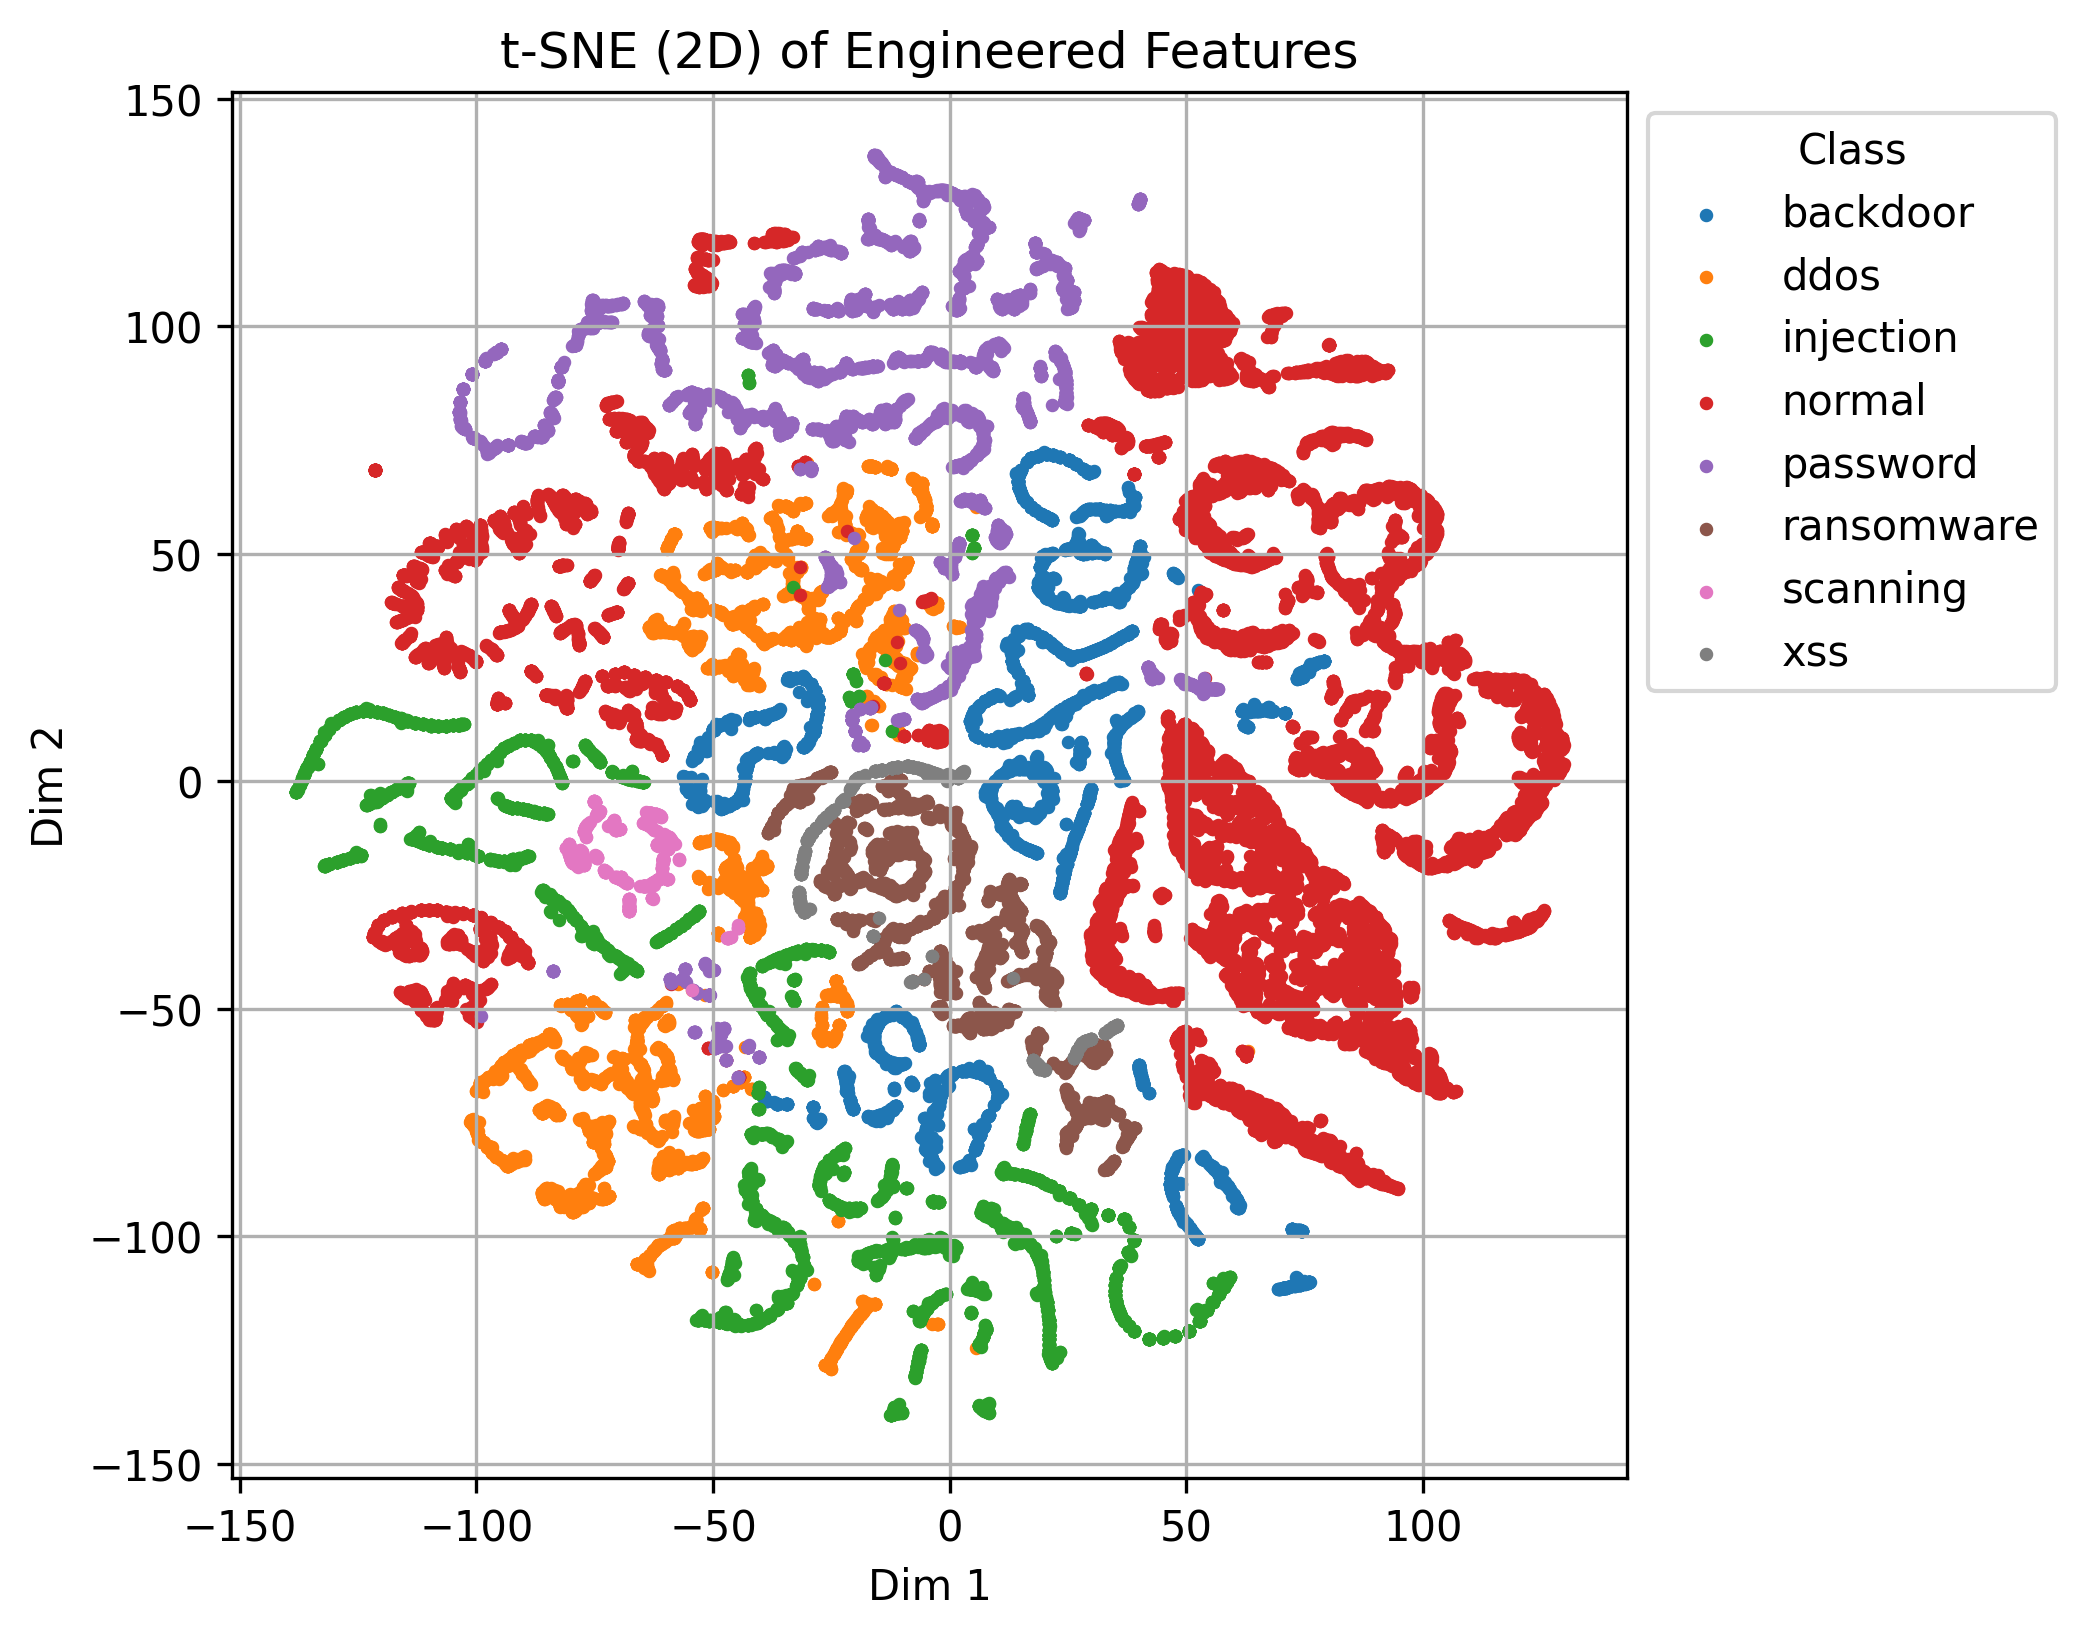 t-SNE (2D) of Engineered Features
150
100
50
0
−50
−100
−150
Dim 2
−150
−100
−50
0
50
100
Dim 1
Class
backdoor
ddos
injection
normal
password
ransomware
scanning
xss